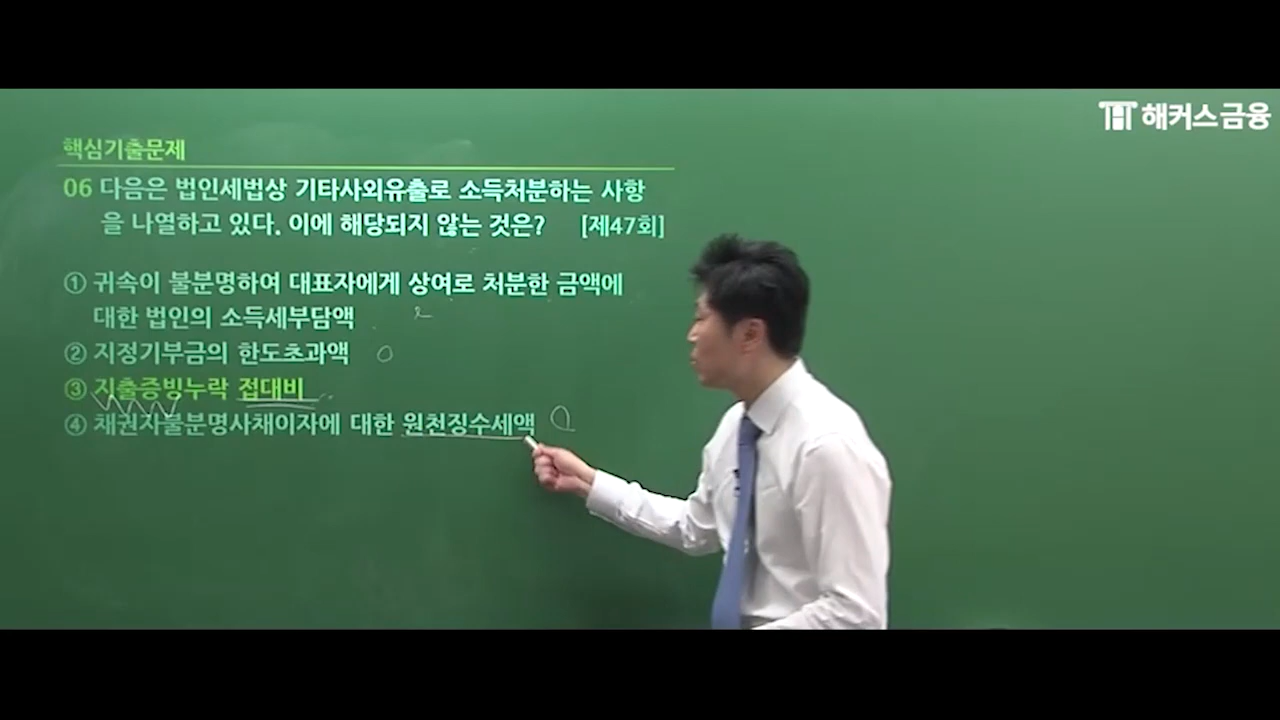 해커스금융
핵심기출문제
06 다음은 법인세법상 기타사외유출로 소득처분하는 사항
을 나열하고 있다. 이에 해당되지 않는 것은? [제47회]
① 귀속이 불분명하여 대표자에게 상여로 처분한 금액에
대한 법인의 소득세부담액
② 지정기부금의 한도초과액
③ 지출증빙누락 접대비
④ 채권자불분명사채이자에 대한 원천징수세액